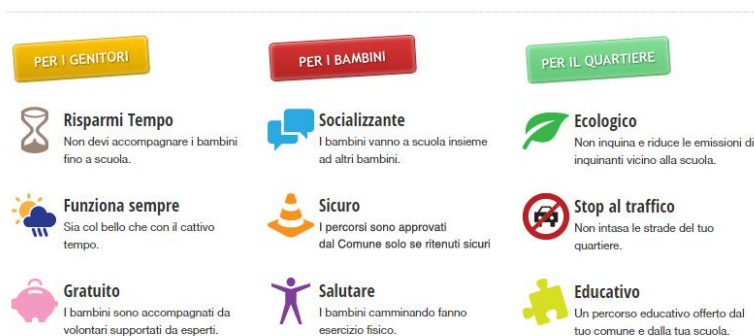 PER I GENITORI
Risparmi Tempo
Non devi accompagnare i bambini
fino a scuola.
Funziona sempre
Sia col bello che con il cattivo
tempo.
Gratuito
I bambini sono accompagnati da
volontari supportati da esperti.
PER I BAMBINI
Socializzante
I bambini vanno a scuola insieme
ad altri bambini.
Sicuro
I percorsi sono approvati
dal Comune solo se ritenuti sicuri
Salutare
I bambini camminando fanno
esercizio fisico.
PER IL QUARTIERE
Ecologico
Non inquina e riduce le emissioni di
inquinanti vicino alla scuola.
Stop al traffico
Non intasa le strade del tuo
quartiere.
Educativo
Un percorso educativo offerto dal
tuo comune e dalla tua scuola.